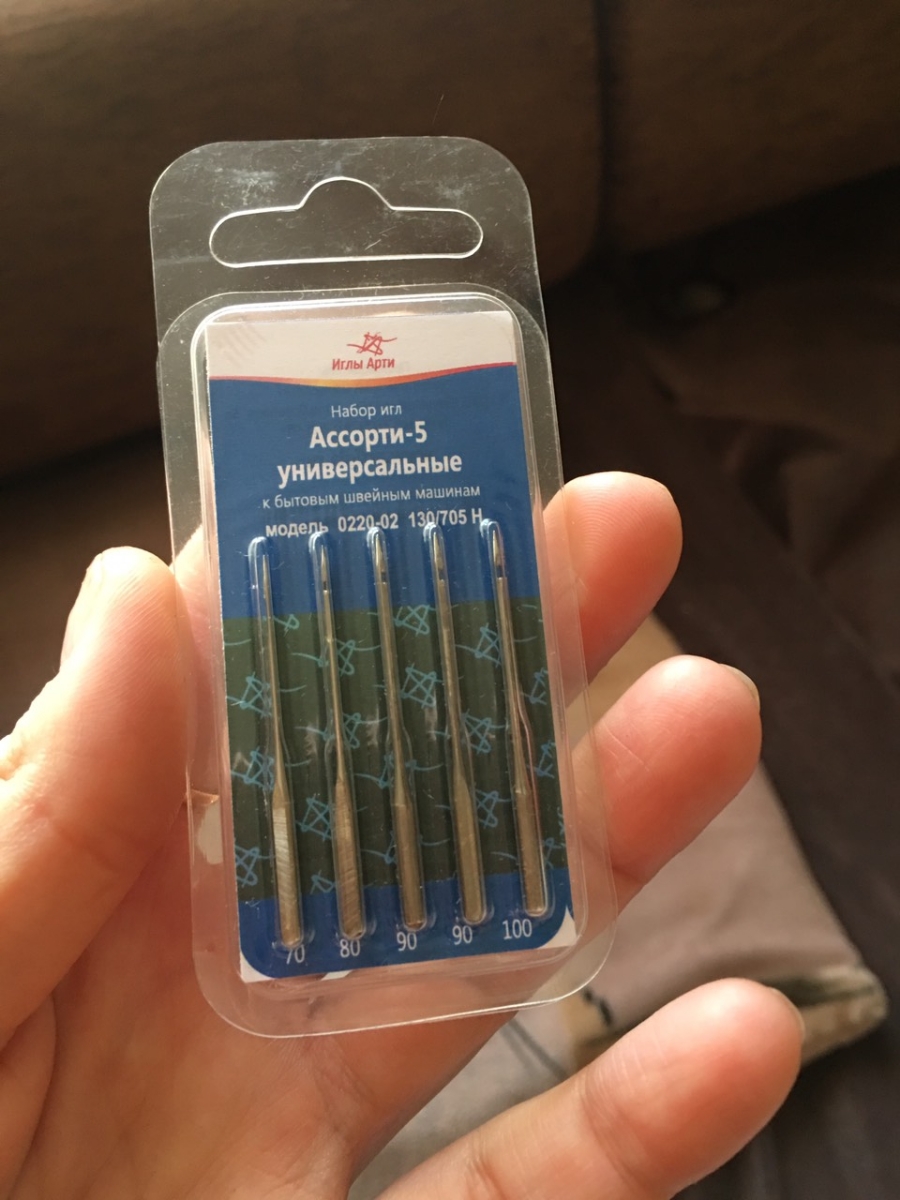 Иглы Арти
Набор игл
Ассорти-5
универсальные
к бытовым швейным машинам
модель 0220-02 130/705 H
70 80 90 90 100